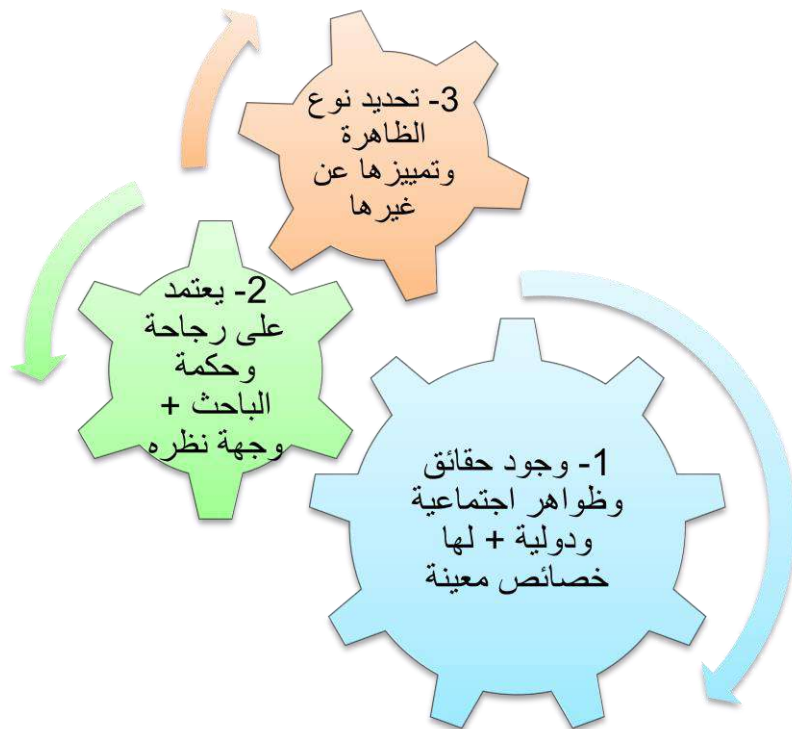 3- تحديد نوع
الظاهرة
وتمييزها عن
غيرها
2- يعتمد
على رجاحة
وحكمة
الباحث +
وجهة نظره
1- وجود حقائق
وظواهر اجتماعية
ودولية + لها
خصائص معينة